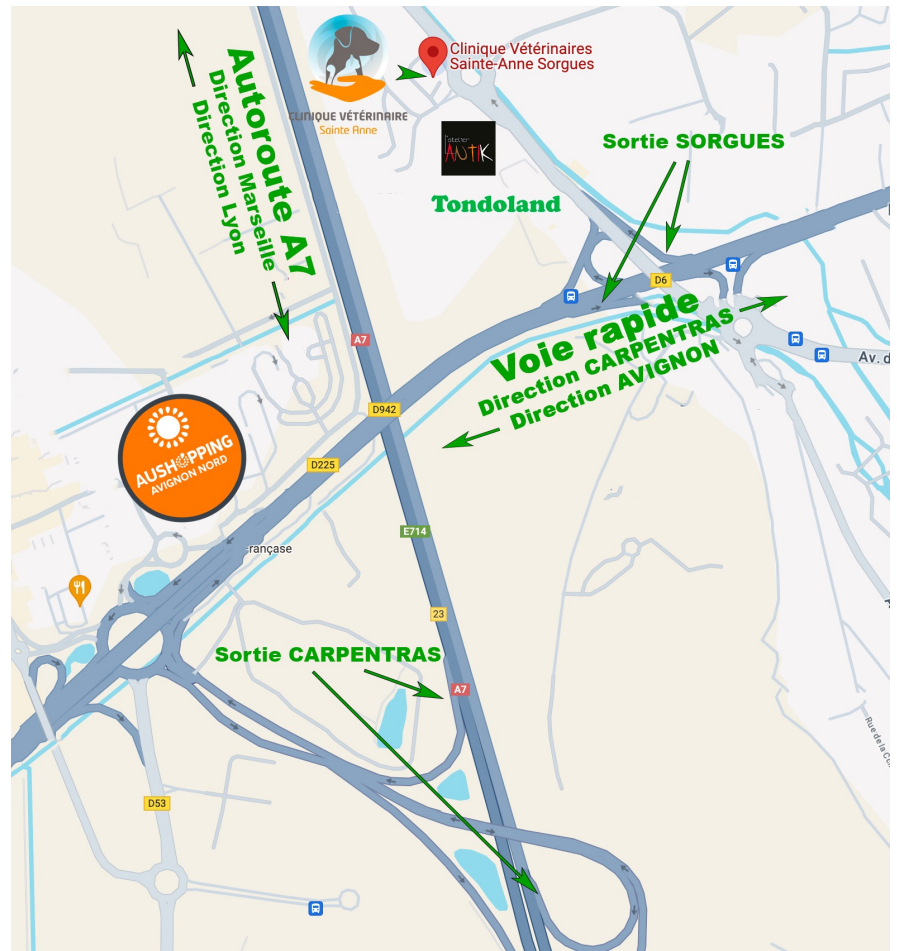 Clinique Vétérinaires
Sainte-Anne Sorgues
CLINIQUE VÉTÉRINAIRE
Sainte Anne
l'atelier
ANTIK
Tondoland
Autoroute A7
Direction Marseille
Direction Lyon
Sortie SORGUES
D6
Voie rapide
Direction CARPENTRAS
Direction AVIGNON
Av. d
A7
D942
D225
AUSHOPPING
AVIGNON NORD
E714
rançase
23
Sortie CARPENTRAS
A7
D53